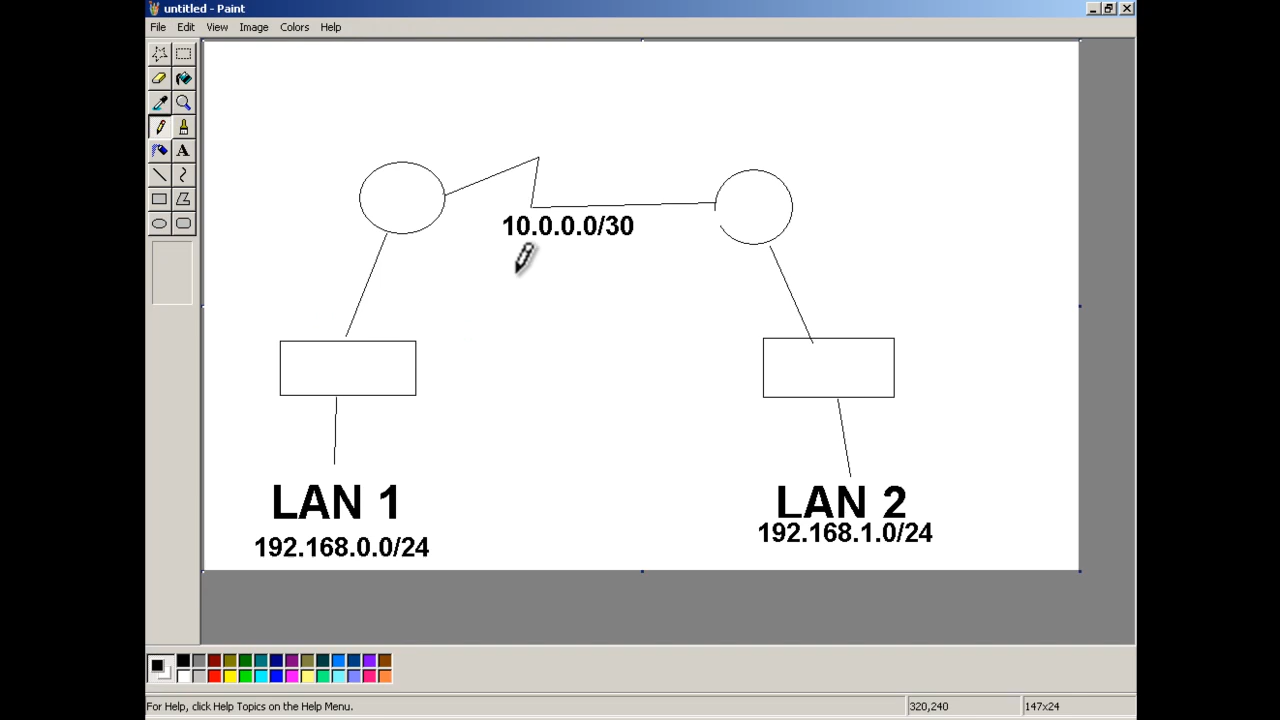 untitled - Paint
File Edit View Image Colors Help
10.0.0.0/30
LAN 1
192.168.0.0/24
LAN 2
192.168.1.0/24
For Help, click Help Topics on the Help Menu.
320,240
147x24